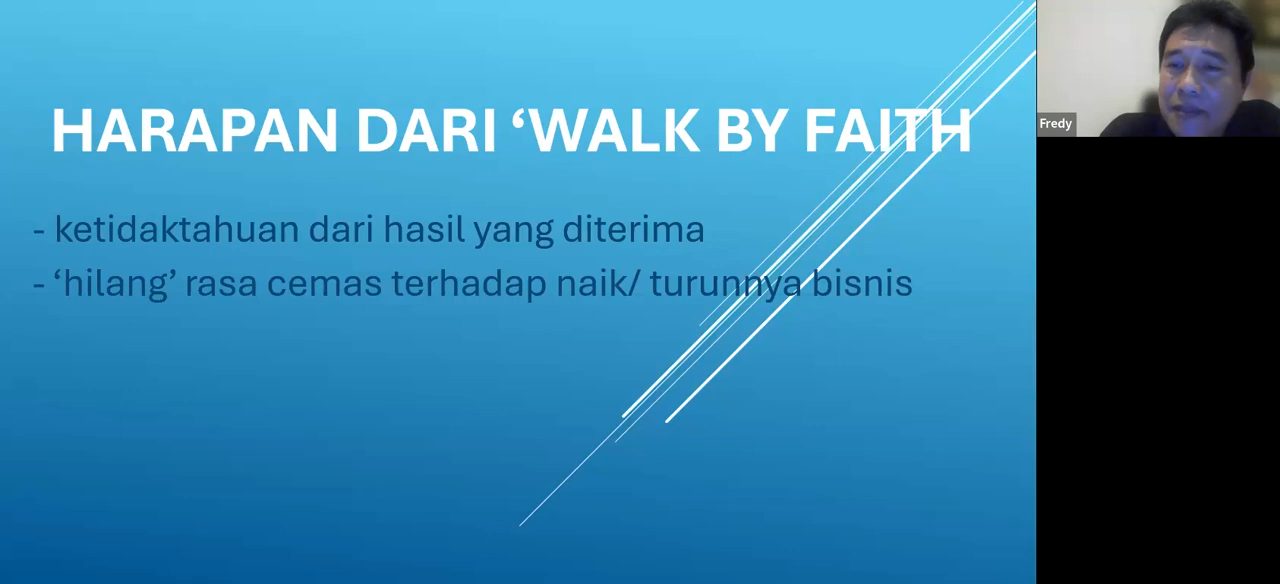 HARAPAN DARI ‘WALK BY FAITH
- ketidaktahuan dari hasil yang diterima
- ‘hilang’ rasa cemas terhadap naik/ turunnya bisnis
Fredy